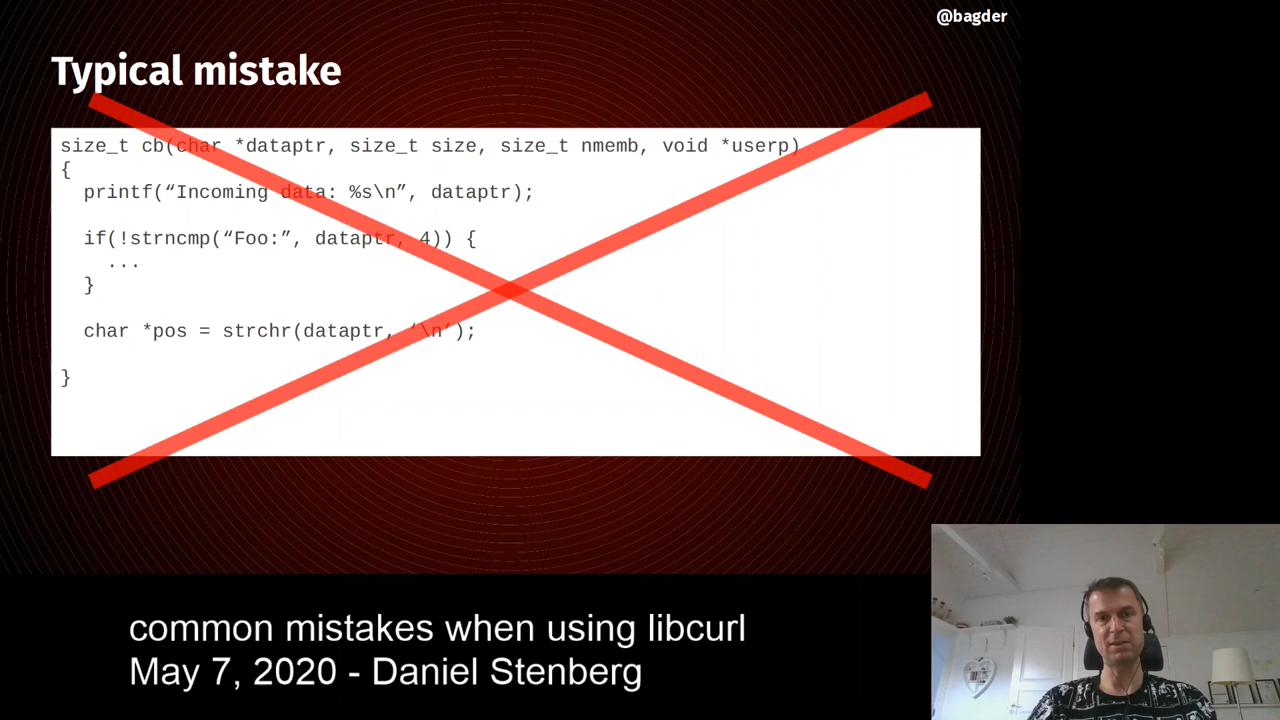 @bagder
Typical mistake
size_t cb(char *dataptr, size_t size, size_t nmemb, void *userp)
{
printf(“Incoming data: %s\n”, dataptr);
if(!strncmp(“Foo:”, dataptr, 4)) {
...
}
char *pos = strchr(dataptr, ‘\n’);
}
common mistakes when using libcurl
May 7, 2020 - Daniel Stenberg